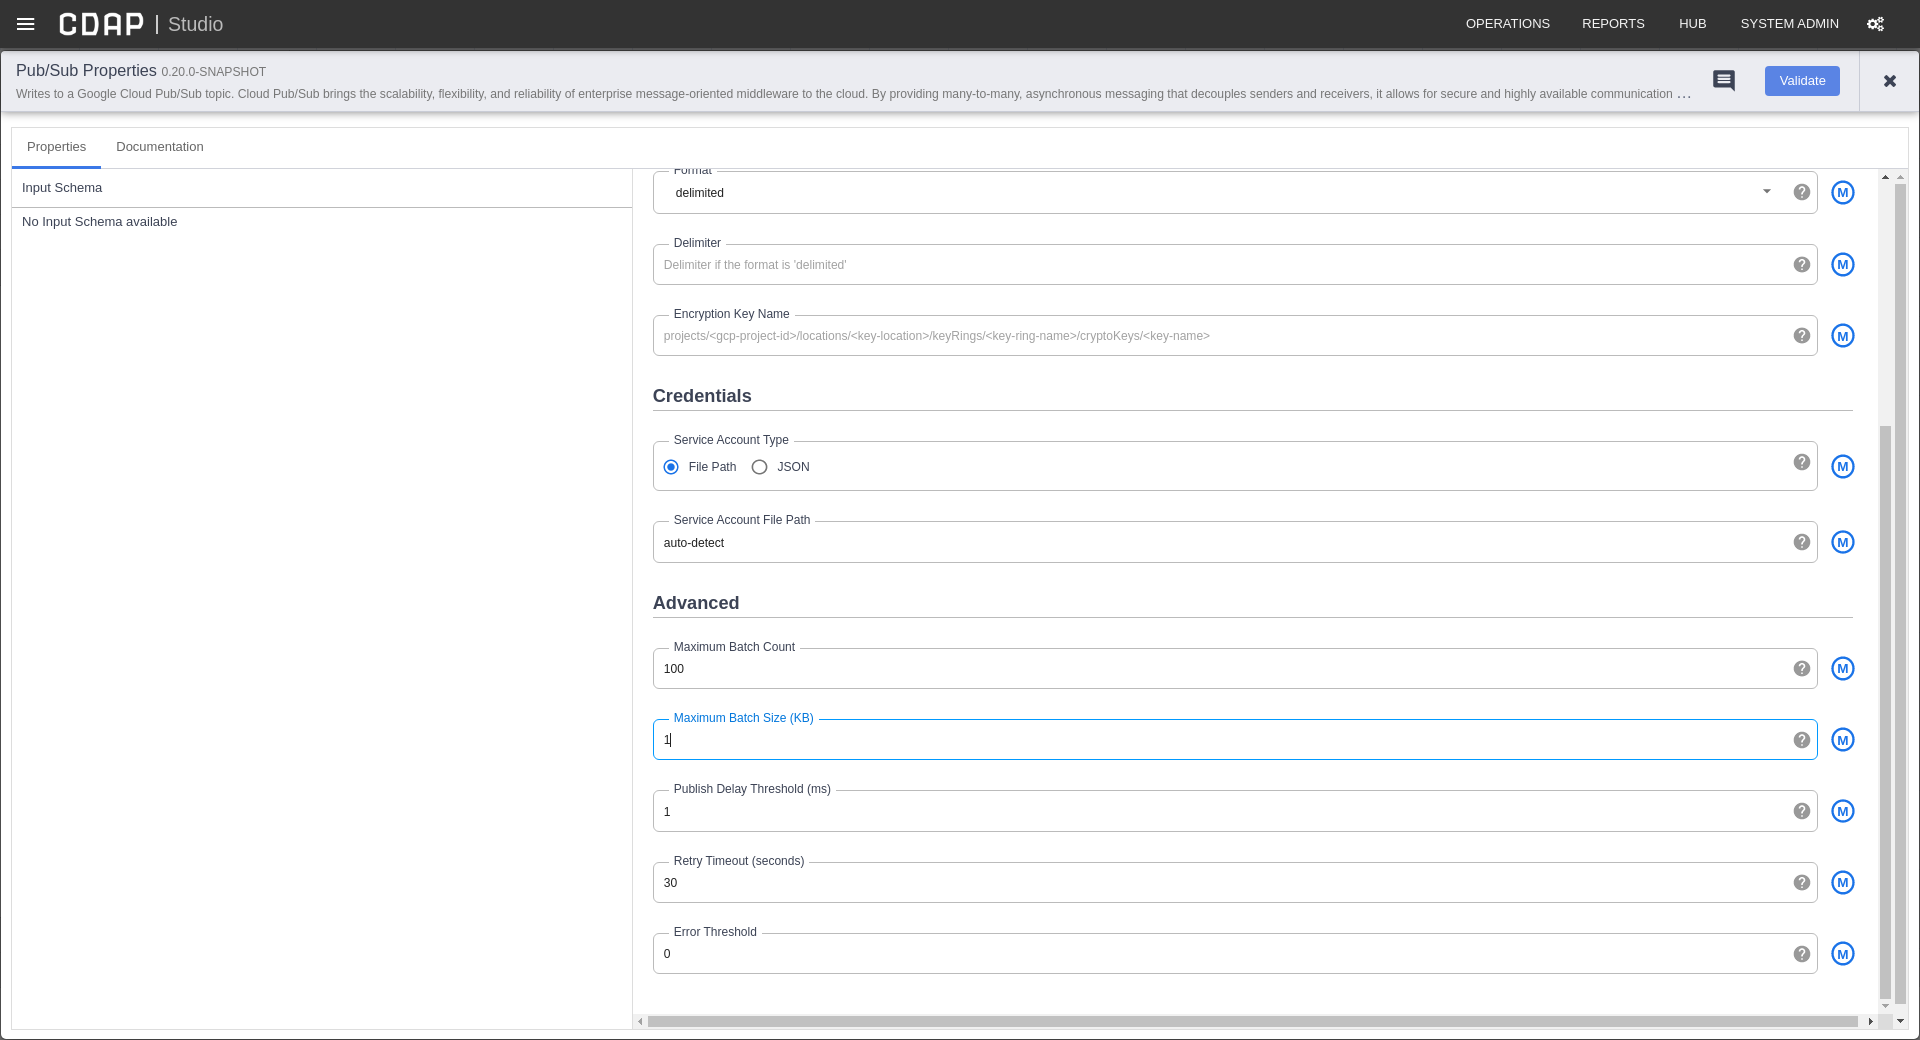 CDAP | Studio
OPERATIONS REPORTS HUB SYSTEM ADMIN
Pub/Sub Properties 0.20.0-SNAPSHOT
Writes to a Google Cloud Pub/Sub topic. Cloud Pub/Sub brings the scalability, flexibility, and reliability of enterprise message-oriented middleware to the cloud. By providing many-to-many, asynchronous messaging that decouples senders and receivers, it allows for secure and highly available communication ...
Validate
Properties Documentation
Input Schema
No Input Schema available
Format
delimited
M
Delimiter
Delimiter if the format is 'delimited'
M
Encryption Key Name
projects/<gcp-project-id>/locations/<key-location>/keyRings/<key-ring-name>/cryptoKeys/<key-name>
M
Credentials
Service Account Type
File Path JSON
M
Service Account File Path
auto-detect
M
Advanced
Maximum Batch Count
100
M
Maximum Batch Size (KB)
1
M
Publish Delay Threshold (ms)
1
M
Retry Timeout (seconds)
30
M
Error Threshold
0
M